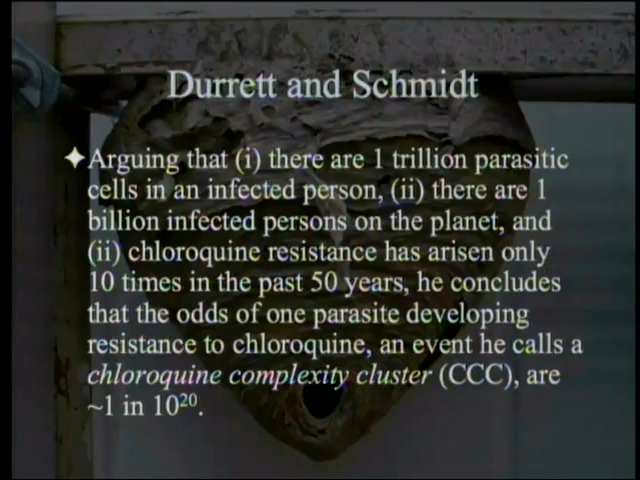 Durrett and Schmidt
✦Arguing that (i) there are 1 trillion parasitic
cells in an infected person, (ii) there are 1
billion infected persons on the planet, and
(ii) chloroquine resistance has arisen only
10 times in the past 50 years, he concludes
that the odds of one parasite developing
resistance to chloroquine, an event he calls a
chloroquine complexity cluster (CCC), are
~1 in 10²⁰.